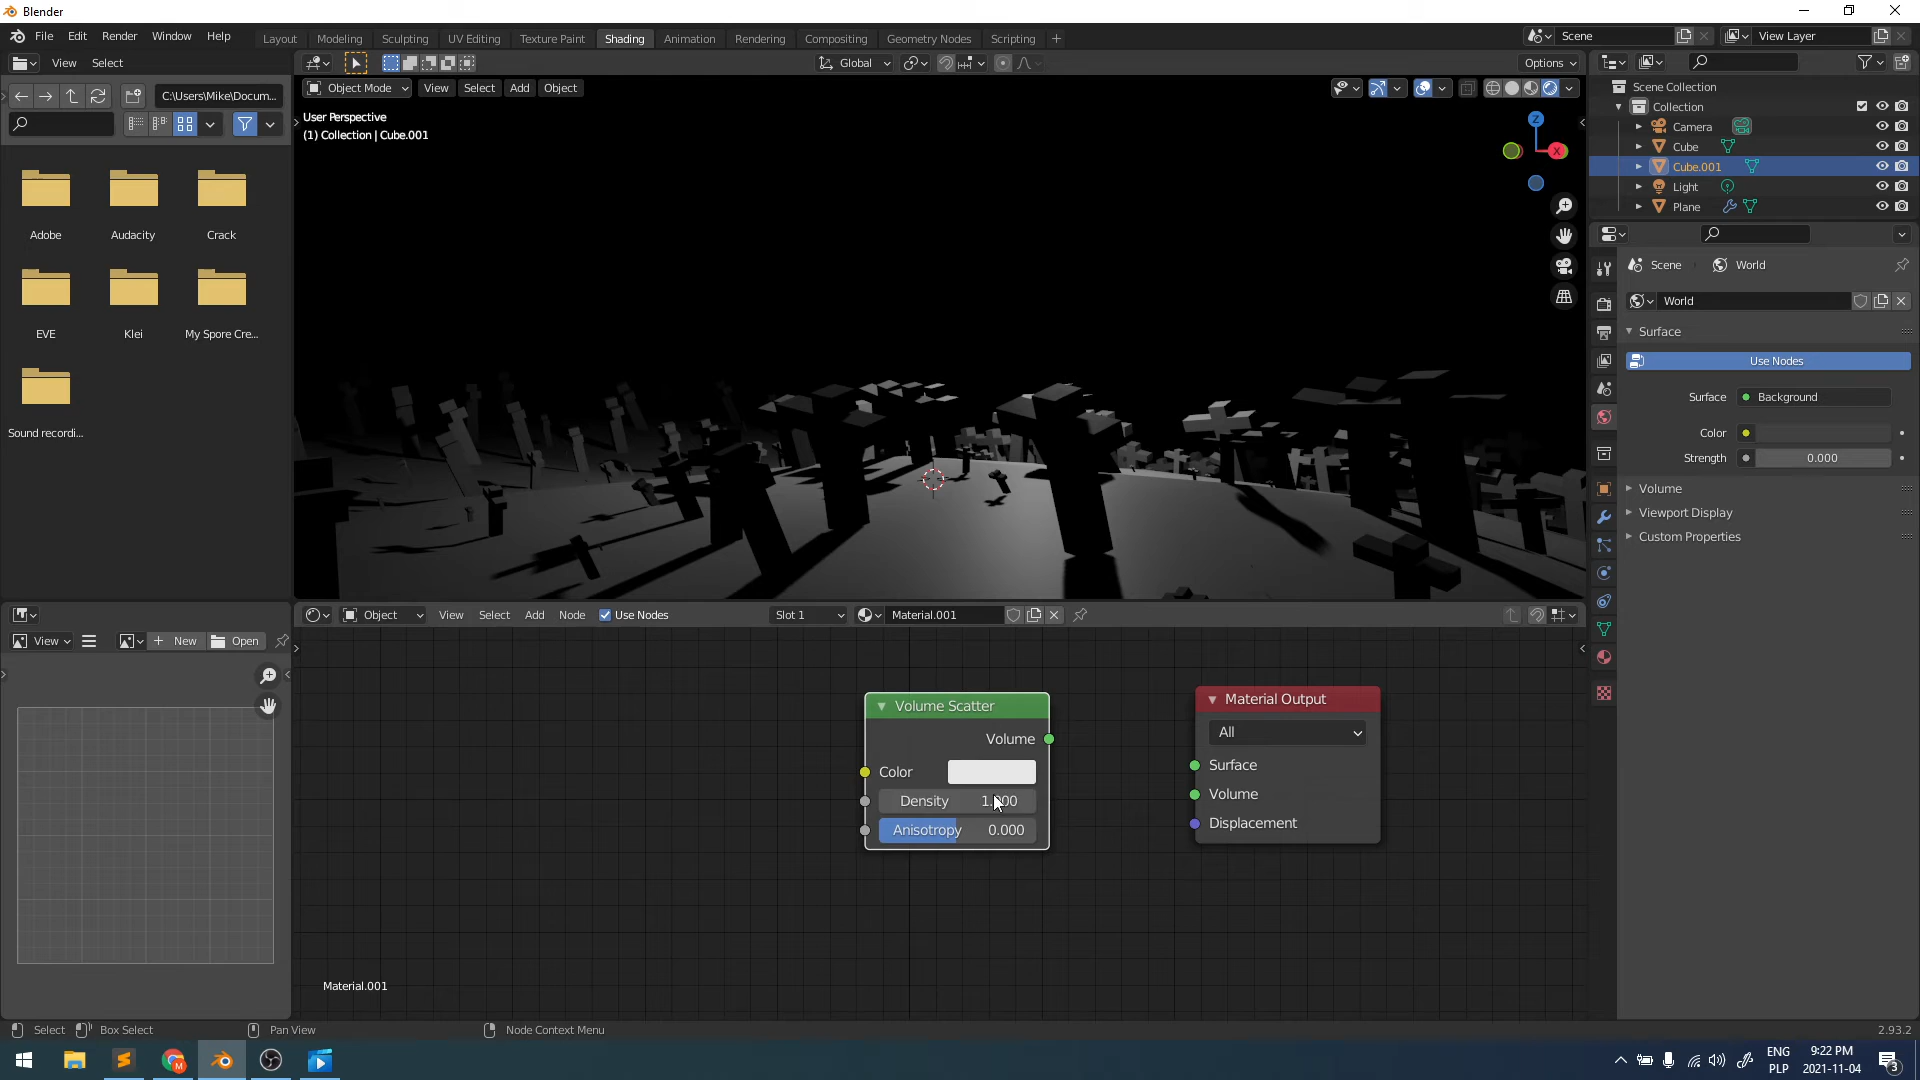 Blender
File Edit Render Window Help
Layout Modeling Sculpting UV Editing Texture Paint Shading Animation Rendering Compositing Geometry Nodes Scripting +
Scene
View Layer
View Select
Global
Options
C:\Users\Mike\Docum...
Object Mode View Select Add Object
User Perspective
(1) Collection | Cube.001
Z
X
Adobe
Audacity
Crack
EVE
Klei
My Spore Cre...
Sound recordi...
Scene Collection
Collection
Camera
Cube
Cube.001
Light
Plane
Scene
World
World
Surface
Use Nodes
Surface
Background
Color
Strength
0.000
Volume
Viewport Display
Custom Properties
View
New
Open
Object
View
Select
Add
Node
Use Nodes
Slot 1
Material.001
Volume Scatter
Volume
Color
Density 1.000
Anisotropy 0.000
Material Output
All
Surface
Volume
Displacement
Material.001
Select
Box Select
Pan View
Node Context Menu
2.93.2
ENG
PLP
9:22 PM
2021-11-04
3